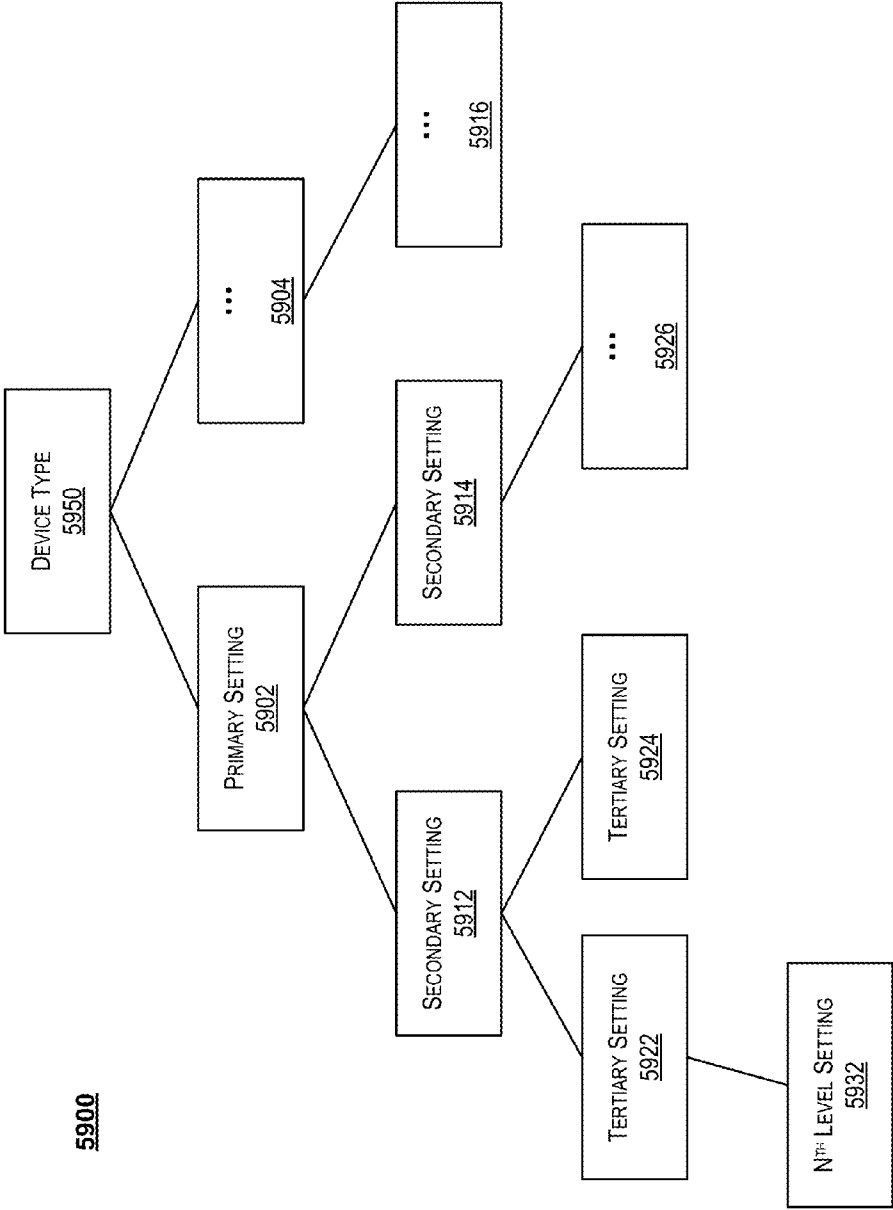 5900
DEVICE TYPE
5950
PRIMARY SETTING
5902
...
5904
SECONDARY SETTING
5912
SECONDARY SETTING
5914
...
5916
TERTIARY SETTING
5922
TERTIARY SETTING
5924
...
5926
NTH LEVEL SETTING
5932